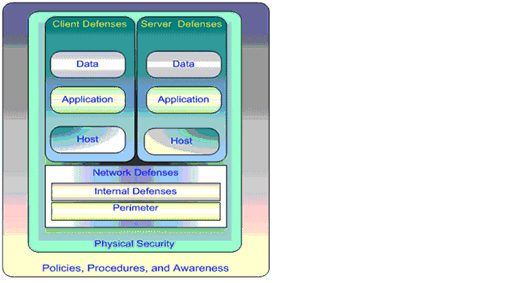 Client Defenses Server Defenses
Data Data
Application Application
Host Host
Network Defenses
Internal Defenses
Perimeter
Physical Security
Policies, Procedures, and Awareness